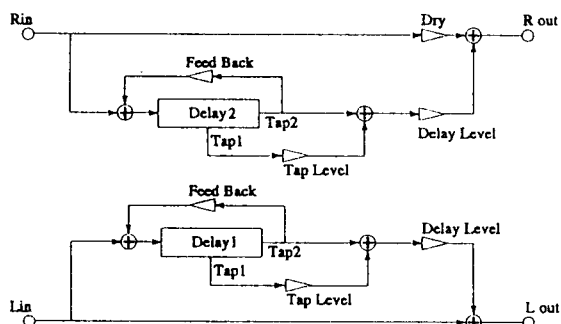 Rin
Dry
R out
Feed Back
Delay2
Tap2
Tap1
Delay Level
Tap Level
Feed Back
Delay Level
Delay1
Tap2
Tap1
Tap Level
Lin
L out